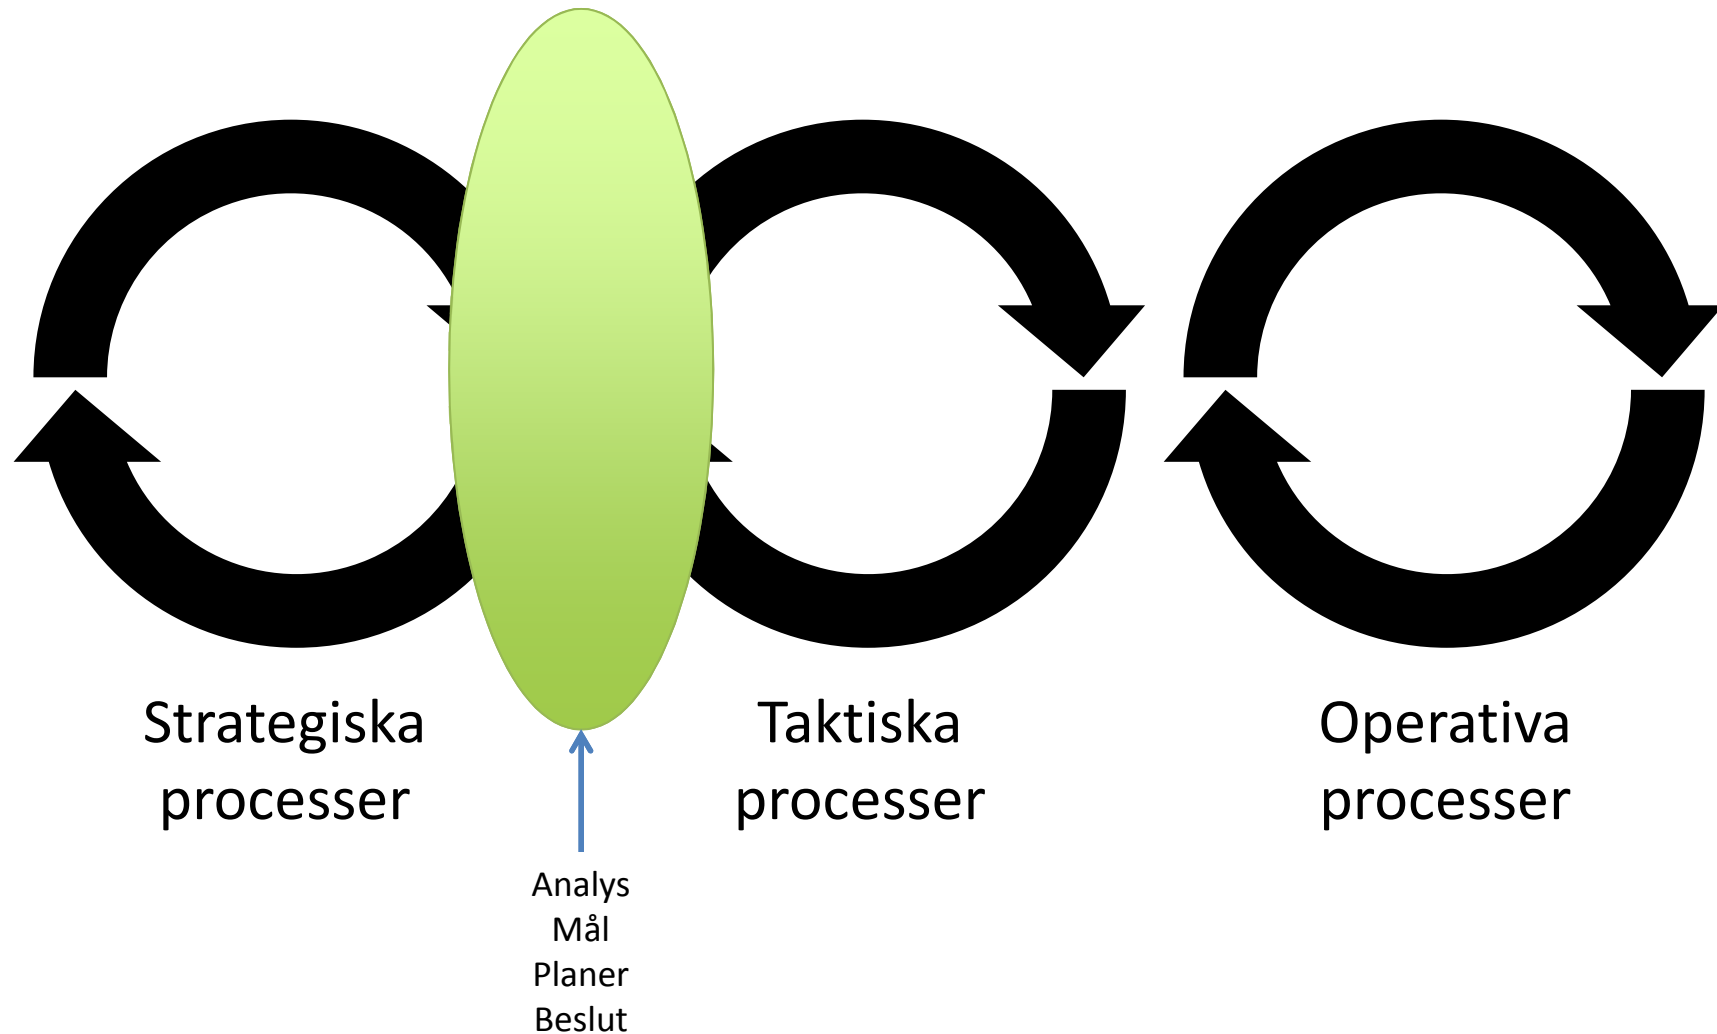 Strategiska
processer
Taktiska
processer
Operativa
processer
Analys
Mål
Planer
Beslut